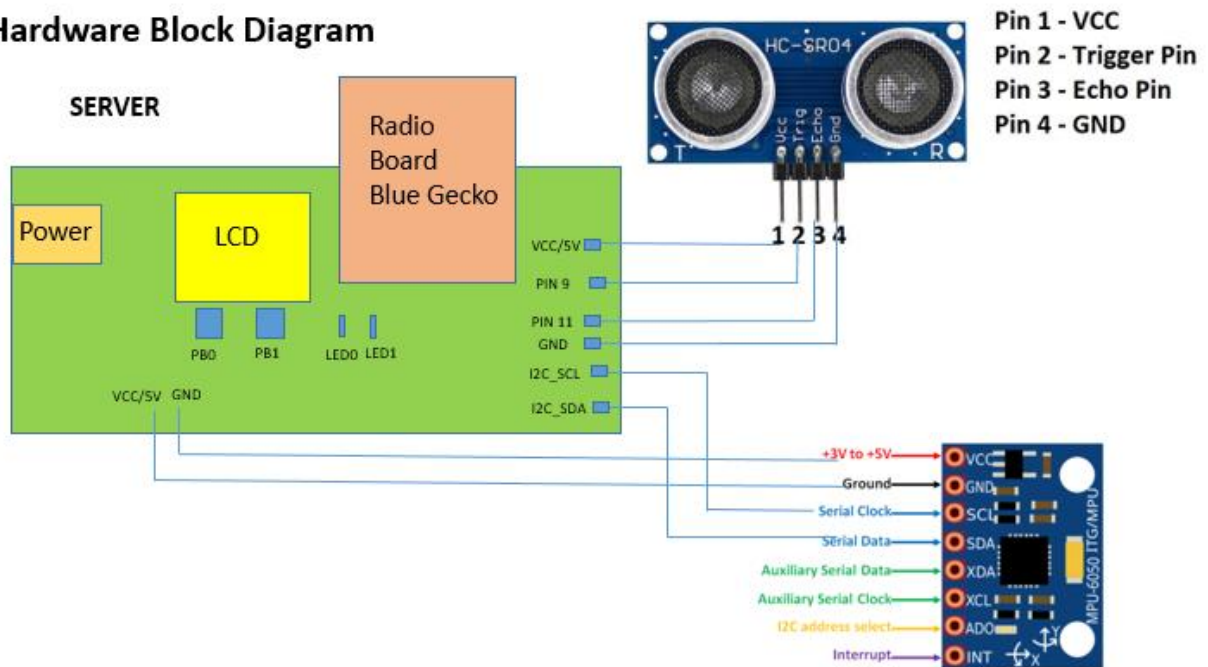 Hardware Block Diagram
SERVER
Radio
Board
Blue Gecko
Power
LCD
PB0
PB1
LED0 LED1
VCC/5V GND
VCC/5V
PIN 9
PIN 11
GND
I2C_SCL
I2C_SDA
HC-SR04
Vcc
Trig
Echo
Gnd
T
R
1 2 3 4
Pin 1 - VCC
Pin 2 - Trigger Pin
Pin 3 - Echo Pin
Pin 4 - GND
+3V to +5V
Ground
Serial Clock
Serial Data
Auxiliary Serial Data
Auxiliary Serial Clock
I2C address select
Interrupt
VCC
GND
SCL
SDA
XDA
XCL
ADO
INT
MPU-6050 ITG/MPU
Y
X